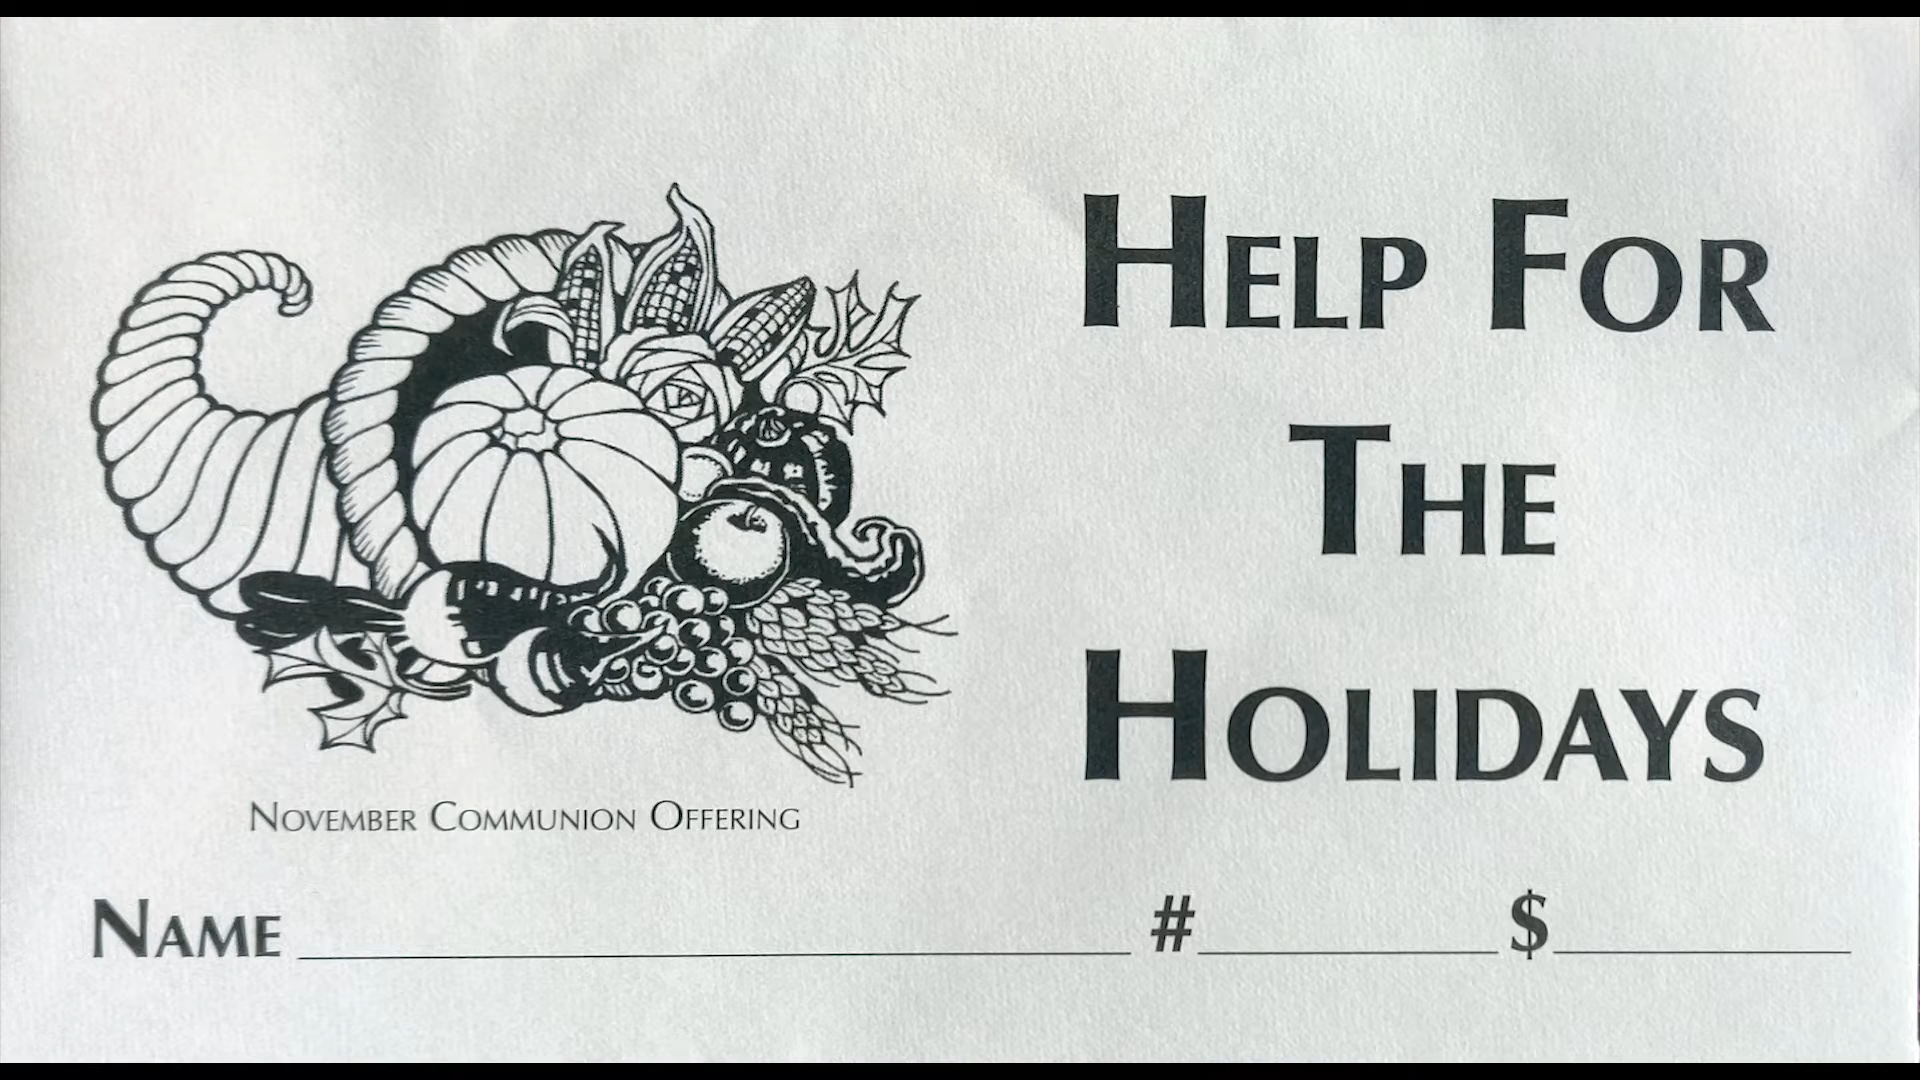 Help For
The
Holidays
November Communion Offering
Name # $